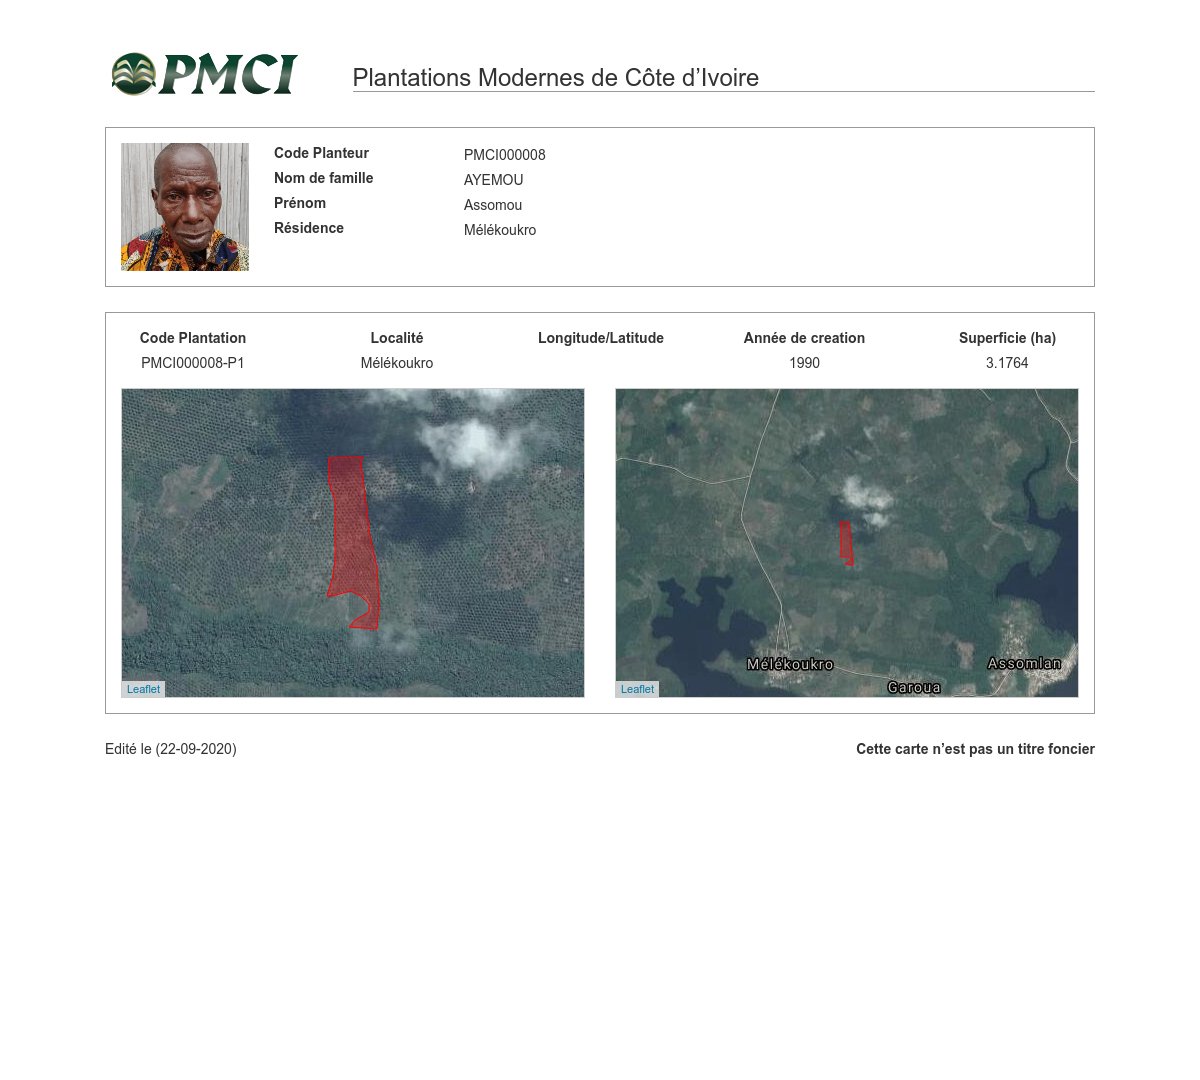 PMCI
Plantations Modernes de Côte d’Ivoire
Code Planteur PMCI000008
Nom de famille AYEMOU
Prénom Assomou
Résidence Mélékoukro
Code Plantation Localité Longitude/Latitude Année de creation Superficie (ha)
PMCI000008-P1 Mélékoukro 1990 3.1764
Mélékoukro
Assomlan
Garoua
Leaflet
Leaflet
Edité le (22-09-2020)
Cette carte n’est pas un titre foncier